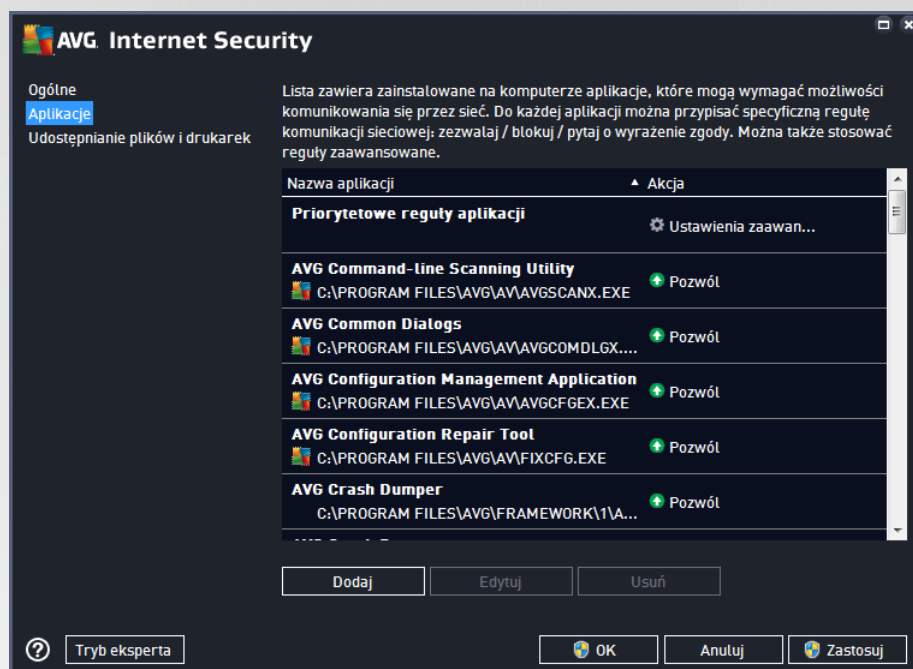 AVG Internet Security
Ogólne
Aplikacje
Udostępnianie plików i drukarek
Lista zawiera zainstalowane na komputerze aplikacje, które mogą wymagać możliwości
komunikowania się przez sieć. Do każdej aplikacji można przypisać specyficzną regułę
komunikacji sieciowej: zezwalaj / blokuj / pytaj o wyrażenie zgody. Można także stosować
reguły zaawansowane.
Nazwa aplikacji Akcja
Priorytetowe reguły aplikacji
Ustawienia zaawan...
AVG Command-line Scanning Utility
C:\PROGRAM FILES\AVG\AV\AVGSCANX.EXE
Pozwól
AVG Common Dialogs
C:\PROGRAM FILES\AVG\AV\AVGCOMDLGX....
Pozwól
AVG Configuration Management Application
C:\PROGRAM FILES\AVG\AV\AVGCFGEX.EXE
Pozwól
AVG Configuration Repair Tool
C:\PROGRAM FILES\AVG\AV\FIXCFG.EXE
Pozwól
AVG Crash Dumper
C:\PROGRAM FILES\AVG\FRAMEWORK\1\A...
Pozwól
Dodaj Edytuj Usuń
Tryb eksperta OK Anuluj Zastosuj